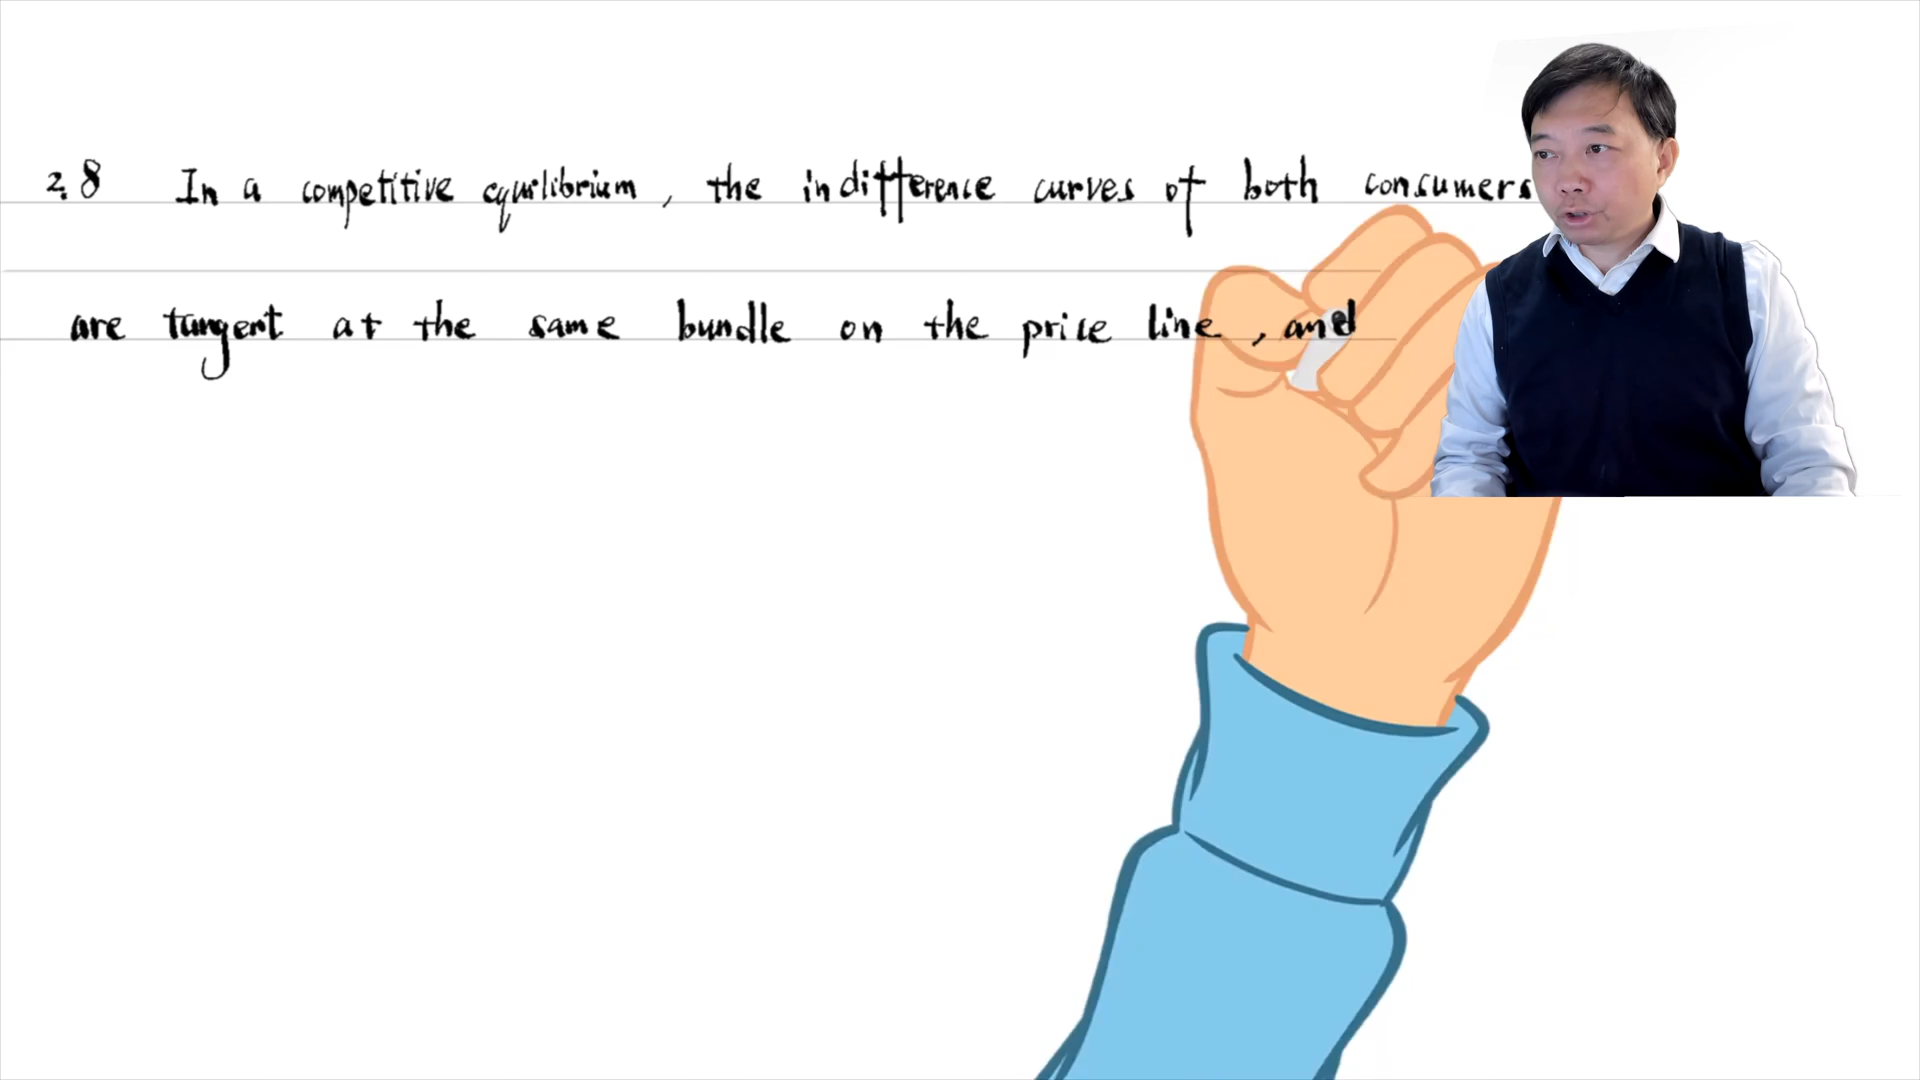 2.8 In a competitive equilibrium, the indifference curves of both consumers
are tangent at the same bundle on the price line, and